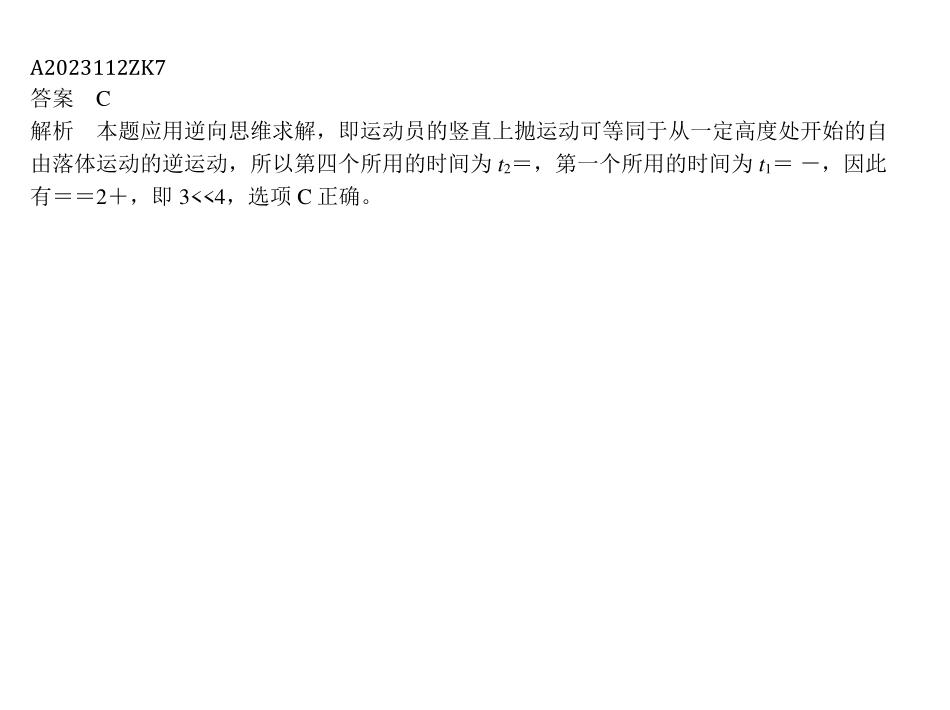 A2023112ZK7
答案 C
解析 本题应用逆向思维求解，即运动员的竖直上抛运动可等同于从一定高度处开始的自
由落体运动的逆运动，所以第四个所用的时间为 t₂＝，第一个所用的时间为 t₁＝ －，因此
有＝＝2＋，即 3<<4，选项 C 正确。